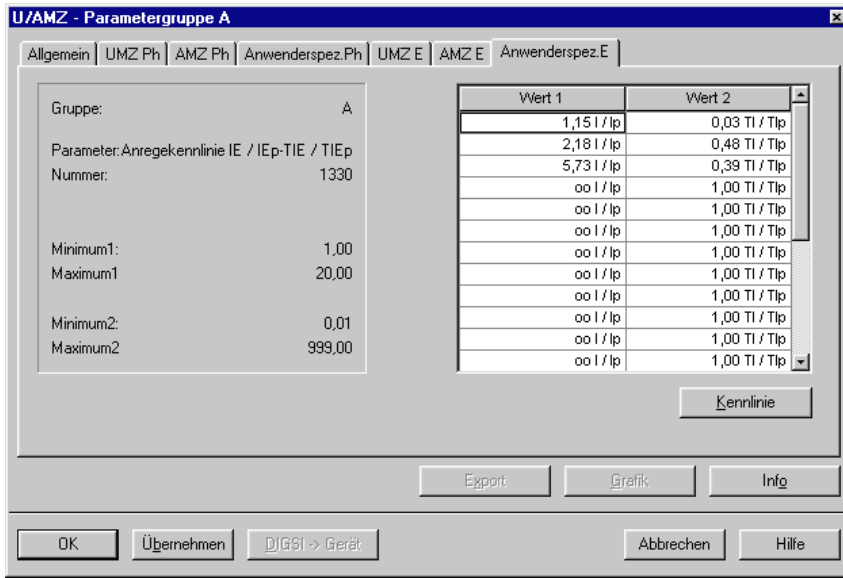 U/AMZ - Parametergruppe A
Allgemein UMZ Ph AMZ Ph Anwenderspez.Ph UMZ E AMZ E Anwenderspez.E
Gruppe: A
Parameter:Anregekennlinie IE / IEp-TIE / TIEp
Nummer: 1330
Minimum1: 1,00
Maximum1 20,00
Minimum2: 0,01
Maximum2 999,00
Wert 1 Wert 2
1,15 I / Ip 0,03 TI / TIp
2,18 I / Ip 0,48 TI / TIp
5,73 I / Ip 0,39 TI / TIp
oo I / Ip 1,00 TI / TIp
oo I / Ip 1,00 TI / TIp
oo I / Ip 1,00 TI / TIp
oo I / Ip 1,00 TI / TIp
oo I / Ip 1,00 TI / TIp
oo I / Ip 1,00 TI / TIp
oo I / Ip 1,00 TI / TIp
oo I / Ip 1,00 TI / TIp
oo I / Ip 1,00 TI / TIp
Kennlinie
Export Grafik Info
OK Übernehmen DIGSI -> Gerät Abbrechen Hilfe